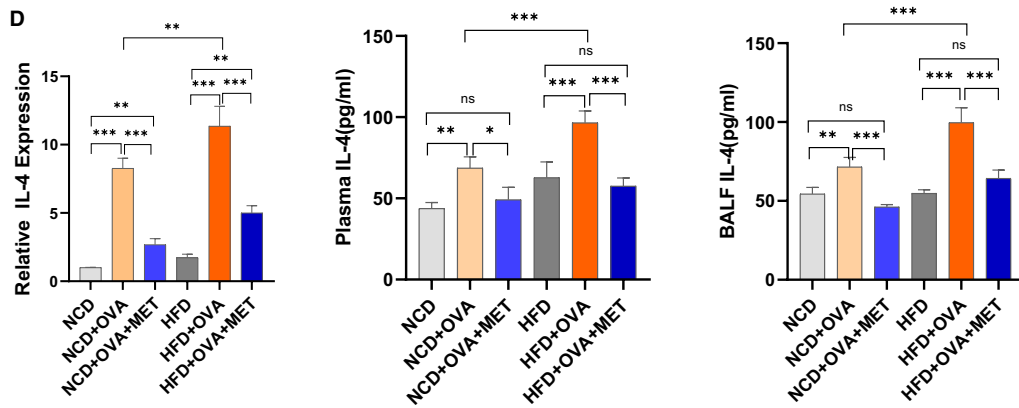 D
Relative IL-4 Expression
15
10
5
0
**
**
**
*** ***
*** ***
NCD
NCD+OVA
NCD+OVA+MET
HFD
HFD+OVA
HFD+OVA+MET
Plasma IL-4(pg/ml)
150
100
50
0
***
ns
ns
*** ***
** *
NCD
NCD+OVA
NCD+OVA+MET
HFD
HFD+OVA
HFD+OVA+MET
BALF IL-4(pg/ml)
150
100
50
0
***
ns
*** ***
ns
** ***
NCD
NCD+OVA
NCD+OVA+MET
HFD
HFD+OVA
HFD+OVA+MET